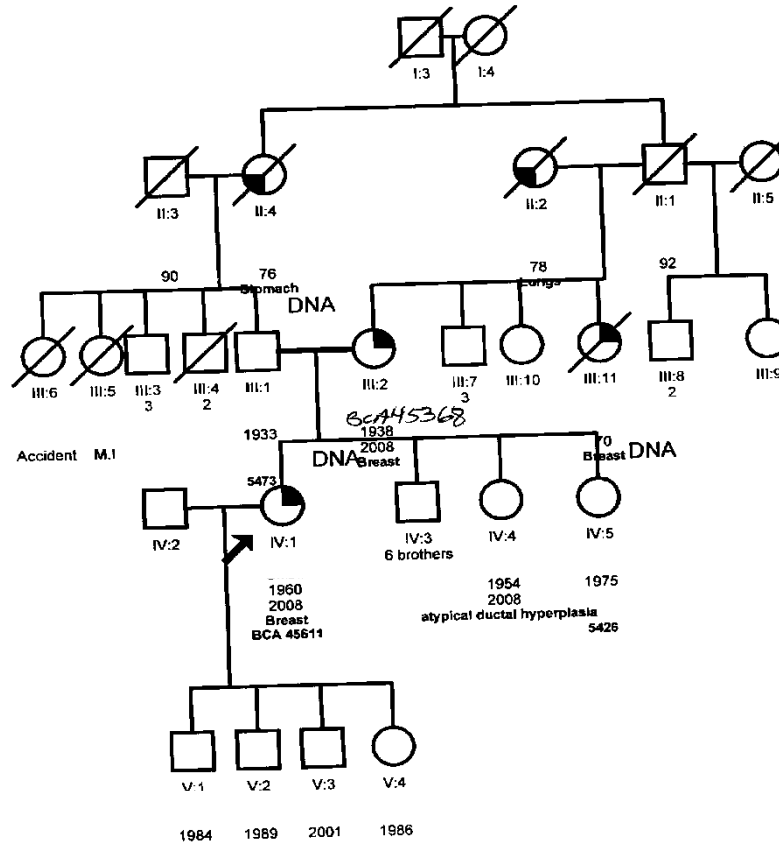 I:3 I:4
II:3 II:4 II:2 II:1 II:5
90 76 78 92
Stomach Lungs
DNA
III:6 III:5 III:3 III:4 III:1 III:2 III:7 III:10 III:11 III:8 III:9
3 2 3 2
BCA45368
1933 1938 70
2008
Accident M.I DNA Breast Breast DNA
5473
IV:2 IV:1 IV:3 IV:4 IV:5
6 brothers
1960 1954 1975
2008 2008
Breast atypical ductal hyperplasia
BCA 45611 5426
V:1 V:2 V:3 V:4
1984 1989 2001 1986